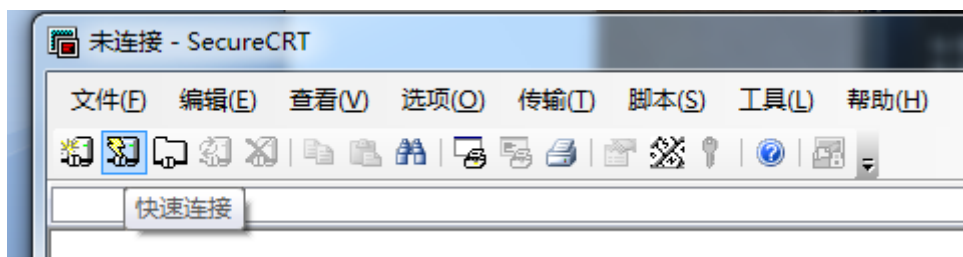 未连接 - SecureCRT
文件(F) 编辑(E) 查看(V) 选项(O) 传输(T) 脚本(S) 工具(L) 帮助(H)
快速连接